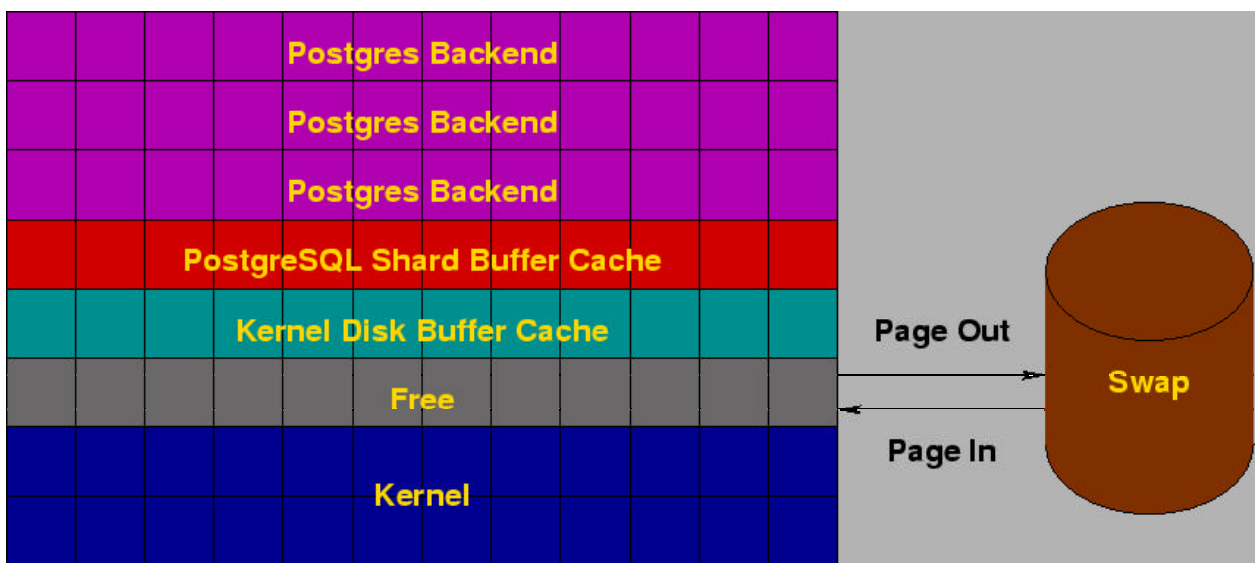 Postgres Backend
Postgres Backend
Postgres Backend
PostgreSQL Shard Buffer Cache
Kernel Disk Buffer Cache
Free
Kernel
Page Out
Swap
Page In